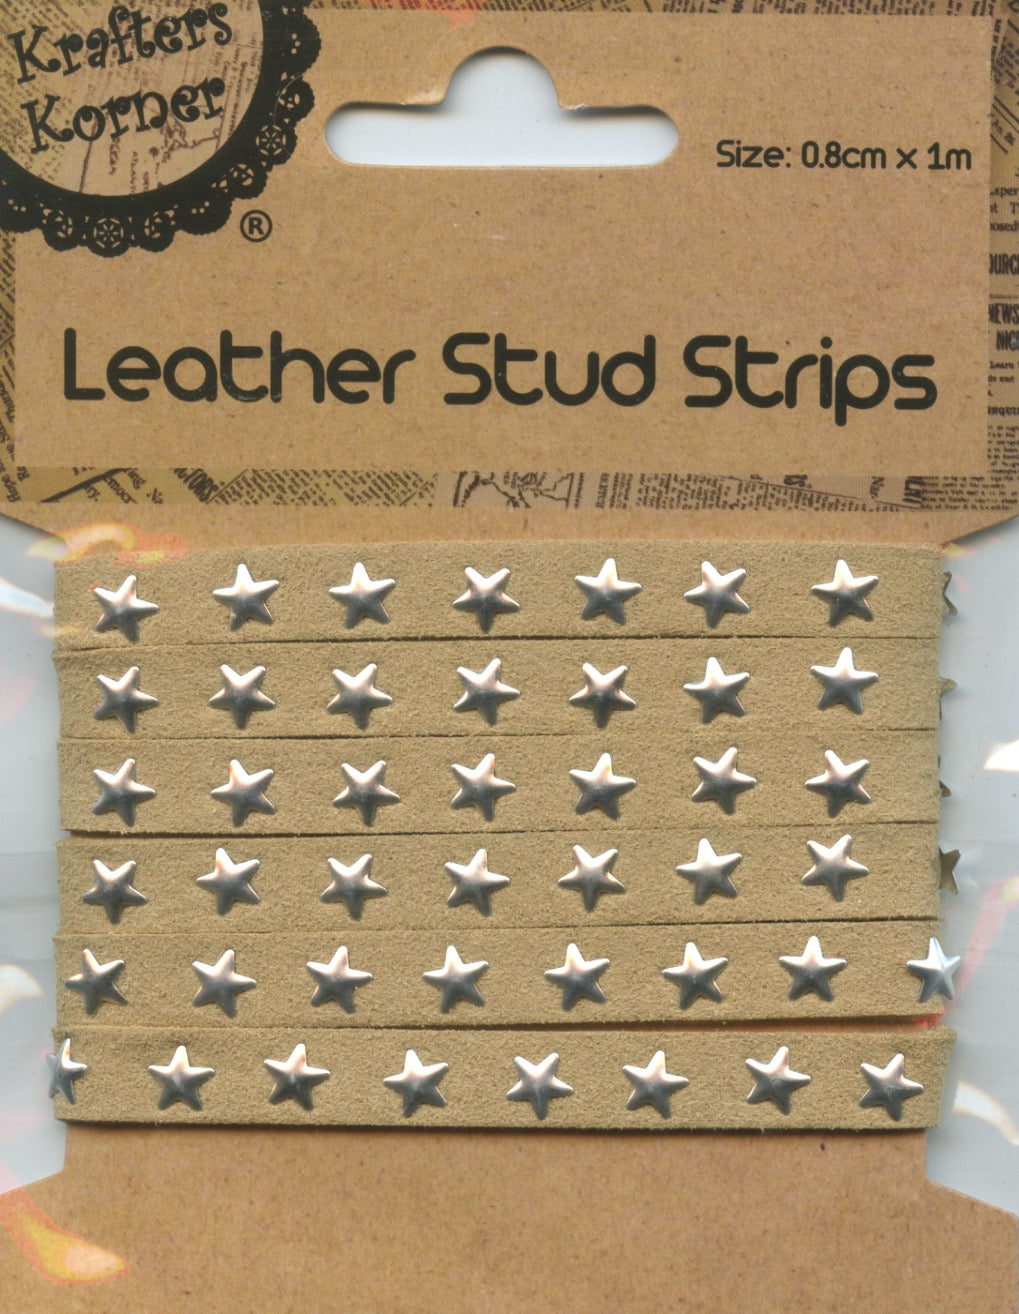 Krafters
Korner
®
Size: 0.8cm x 1m
Leather Stud Strips